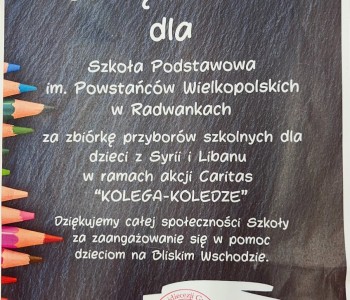 dla
Szkoła Podstawowa
im. Powstańców Wielkopolskich
w Radwankach
za zbiórkę przyborów szkolnych dla
dzieci z Syrii i Libanu
w ramach akcji Caritas
"KOLEGA-KOLEDZE"
Dziękujemy całej społeczności Szkoły
za zaangażowanie się w pomoc
dzieciom na Bliskim Wschodzie.